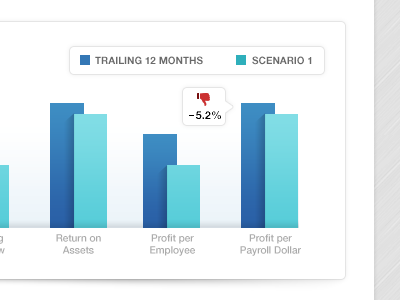 TRAILING 12 MONTHS
SCENARIO 1
−5.2%
Return on
Assets
Profit per
Employee
Profit per
Payroll Dollar